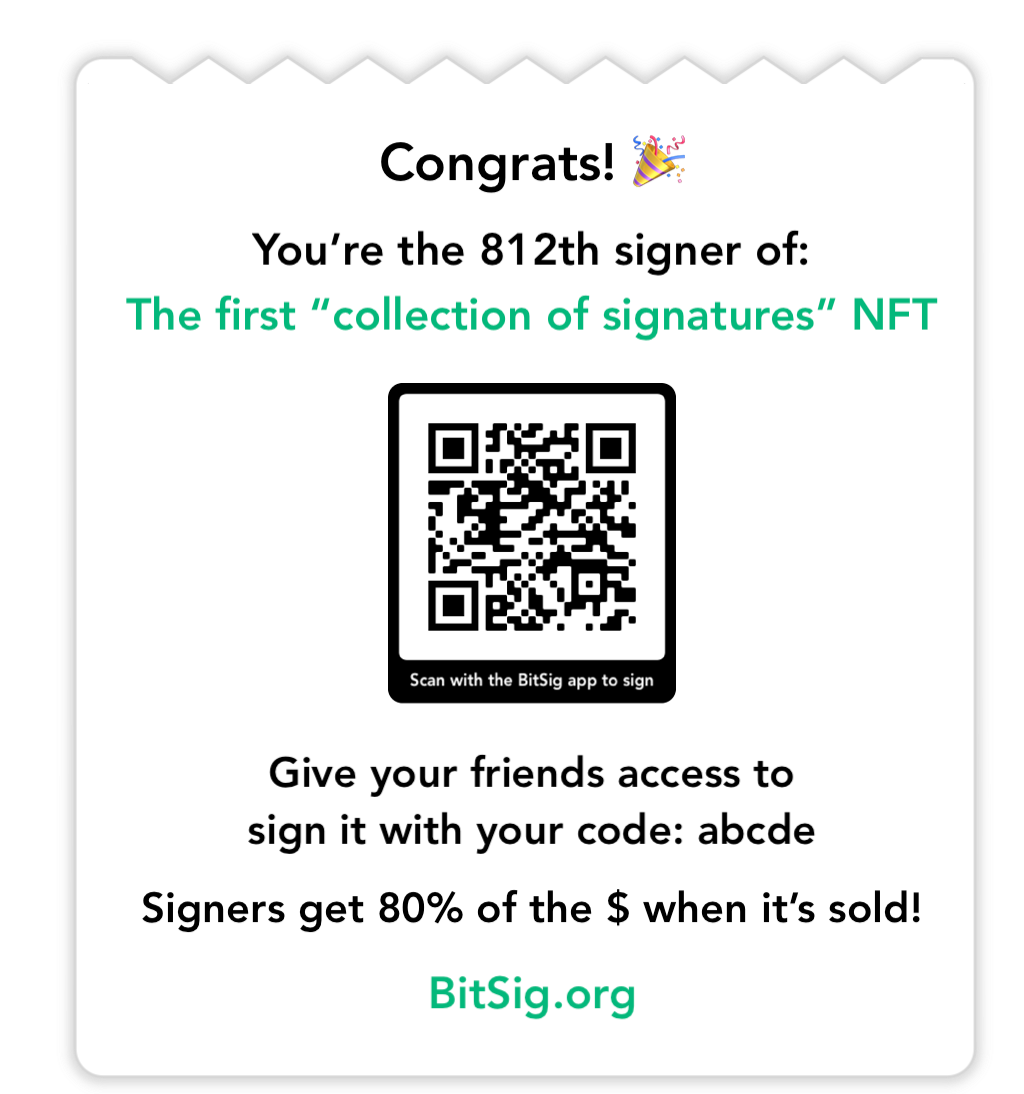 Congrats! 🎉
You’re the 812th signer of:
The first “collection of signatures” NFT
Scan with the BitSig app to sign
Give your friends access to
sign it with your code: abcde
Signers get 80% of the $ when it’s sold!
BitSig.org